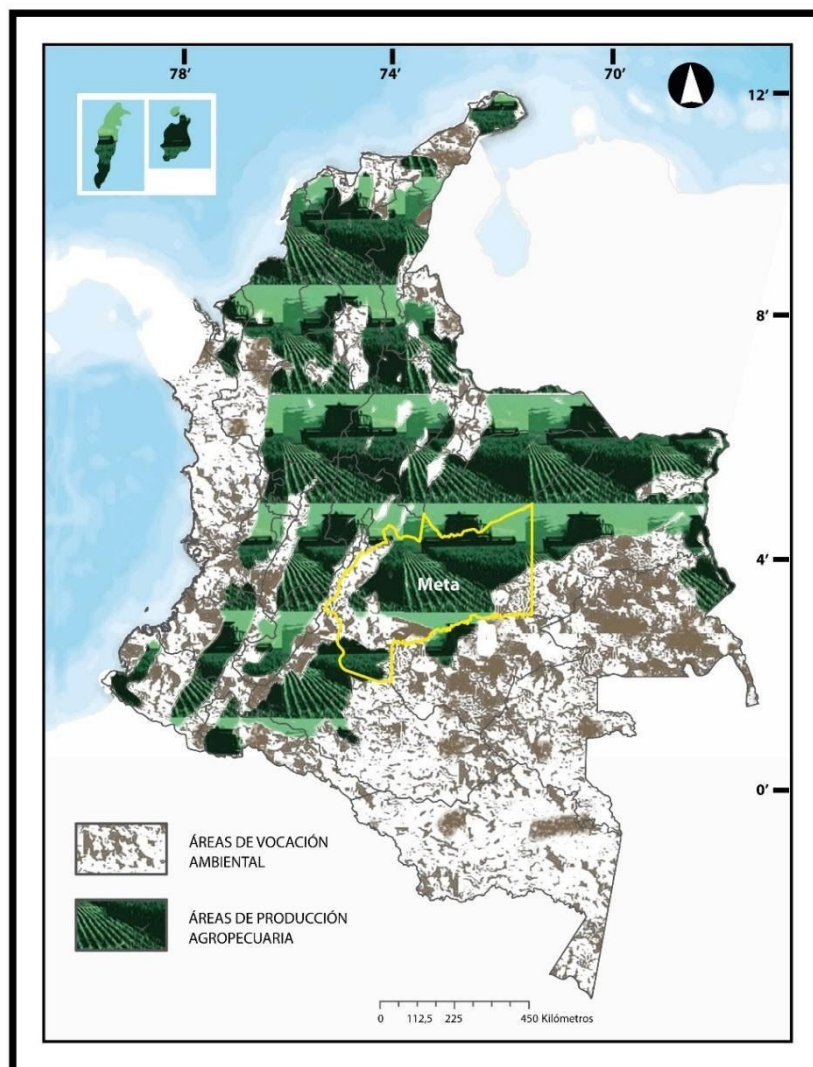 78'
74'
70'
12'
8'
Meta
4'
0'
ÁREAS DE VOCACIÓN
AMBIENTAL
ÁREAS DE PRODUCCIÓN
AGROPECUARIA
0 112,5 225 450 Kilómetros